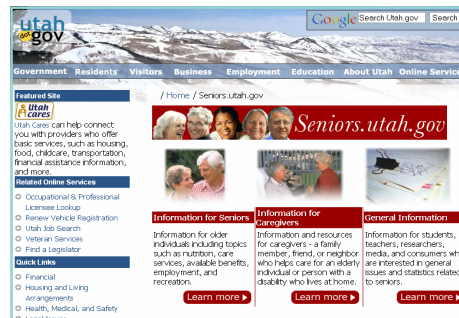 utah
dot
gov
Google Search Utah.gov Search
Government Residents Visitors Business Employment Education About Utah Online Service
Featured Site
Utah
cares
Utah Cares can help connect
you with providers who offer
basic services, such as housing,
food, childcare, transportation,
financial assistance information,
and more.
Related Online Services
Occupational & Professional
Licensee Lookup
Renew Vehicle Registration
Utah Job Search
Veteran Services
Find a Legislator
Quick Links
Financial
Housing and Living
Arrangements
Health, Medical, and Safety
Legal Issues
/ Home / Seniors.utah.gov
Seniors.utah.gov
Information for Seniors
Information for older
individuals including topics
such as nutrition, care
services, available benefits,
employment, and
recreation.
Learn more
Information for
Caregivers
Information and resources
for caregivers - a family
member, friend, or neighbor
who helps care for an elderly
individual or person with a
disability who lives at home.
Learn more
General Information
Information for students,
teachers, researchers,
media, and consumers wh
are interested in general
issues and statistics related
to seniors.
Learn more